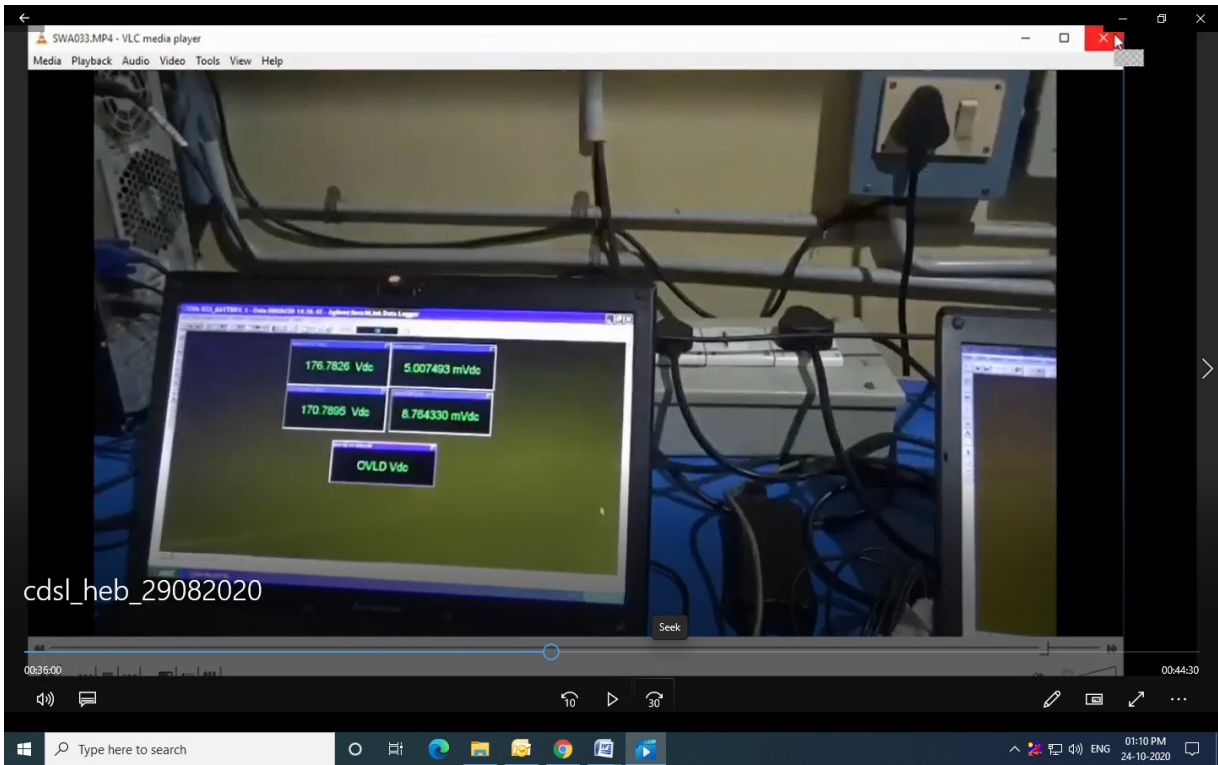 SWA033.MP4 - VLC media player
Media Playback Audio Video Tools View Help
176.7826 Vdc
5.007493 mVdc
170.7895 Vdc
8.764330 mVdc
OVLD Vdc
cdsl_heb_29082020
Seek
00:36:00
00:44:30
10
30
Type here to search
ENG
01:10 PM
24-10-2020